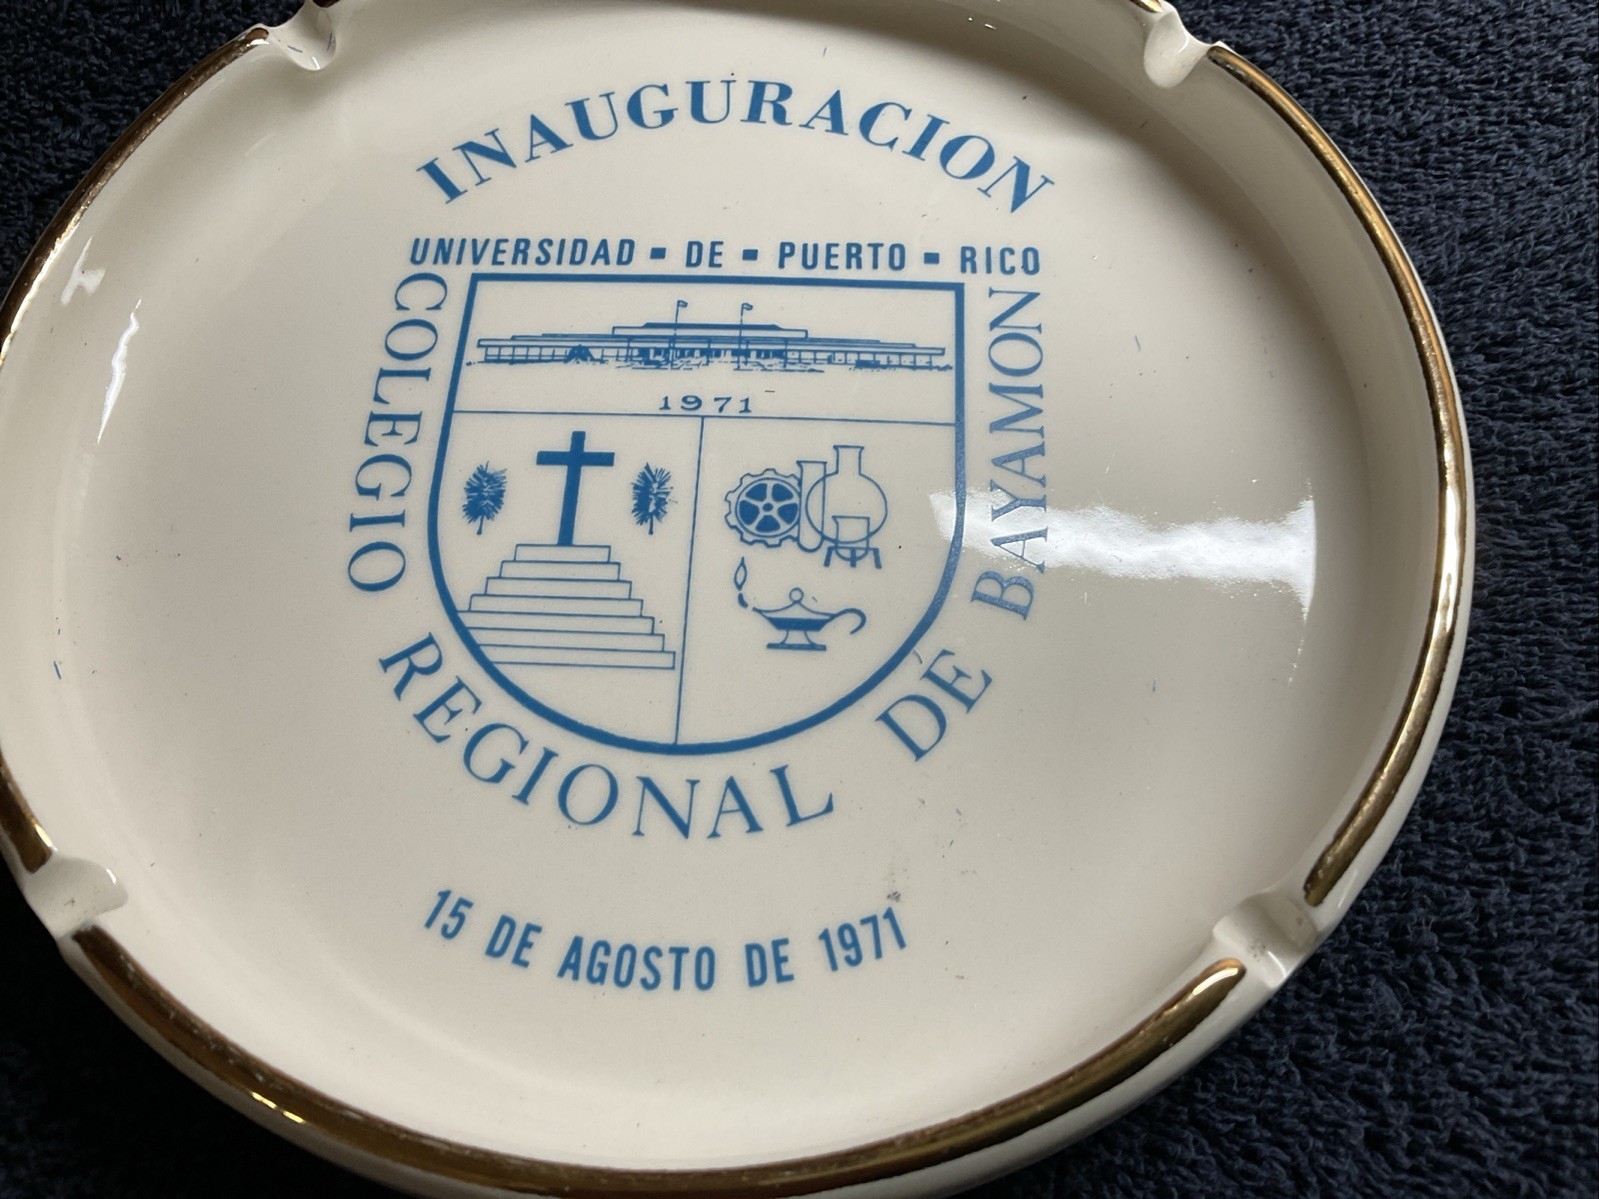 INAUGURACION
UNIVERSIDAD - DE - PUERTO - RICO
COLEGIO REGIONAL DE BAYAMON
1971
15 DE AGOSTO DE 1971